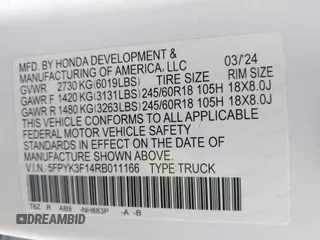 MFD. BY HONDA DEVELOPMENT &
MANUFACTURING OF AMERICA, LLC 03/'24
GVWR 2730 KG(6019LBS) TIRE SIZE RIM SIZE
GAWR F 1420 KG(3131LBS) 245/60R18 105H 18X8.0J
GAWR R 1480 KG(3263LBS) 245/60R18 105H 18X8.0J
THIS VEHICLE CONFORMS TO ALL APPLICABLE
FEDERAL MOTOR VEHICLE SAFETY STANDARDS IN
EFFECT ON THE DATE OF MANUFACTURE SHOWN ABOVE.
V.I.N. 5FPYK3F14RB011166 TYPE:TRUCK
T6Z R AB9 -NH883P -A -B
DREAMBID